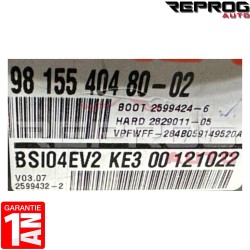 REPROG
AUTO
98 155 404 80-02
BOOT 2599424-6
HARD 2829011-05
VPFWFF-284B059149520A
BSI04EV2 KE3 00 121022
V03.07
2599432-2
GARANTIE
1 AN